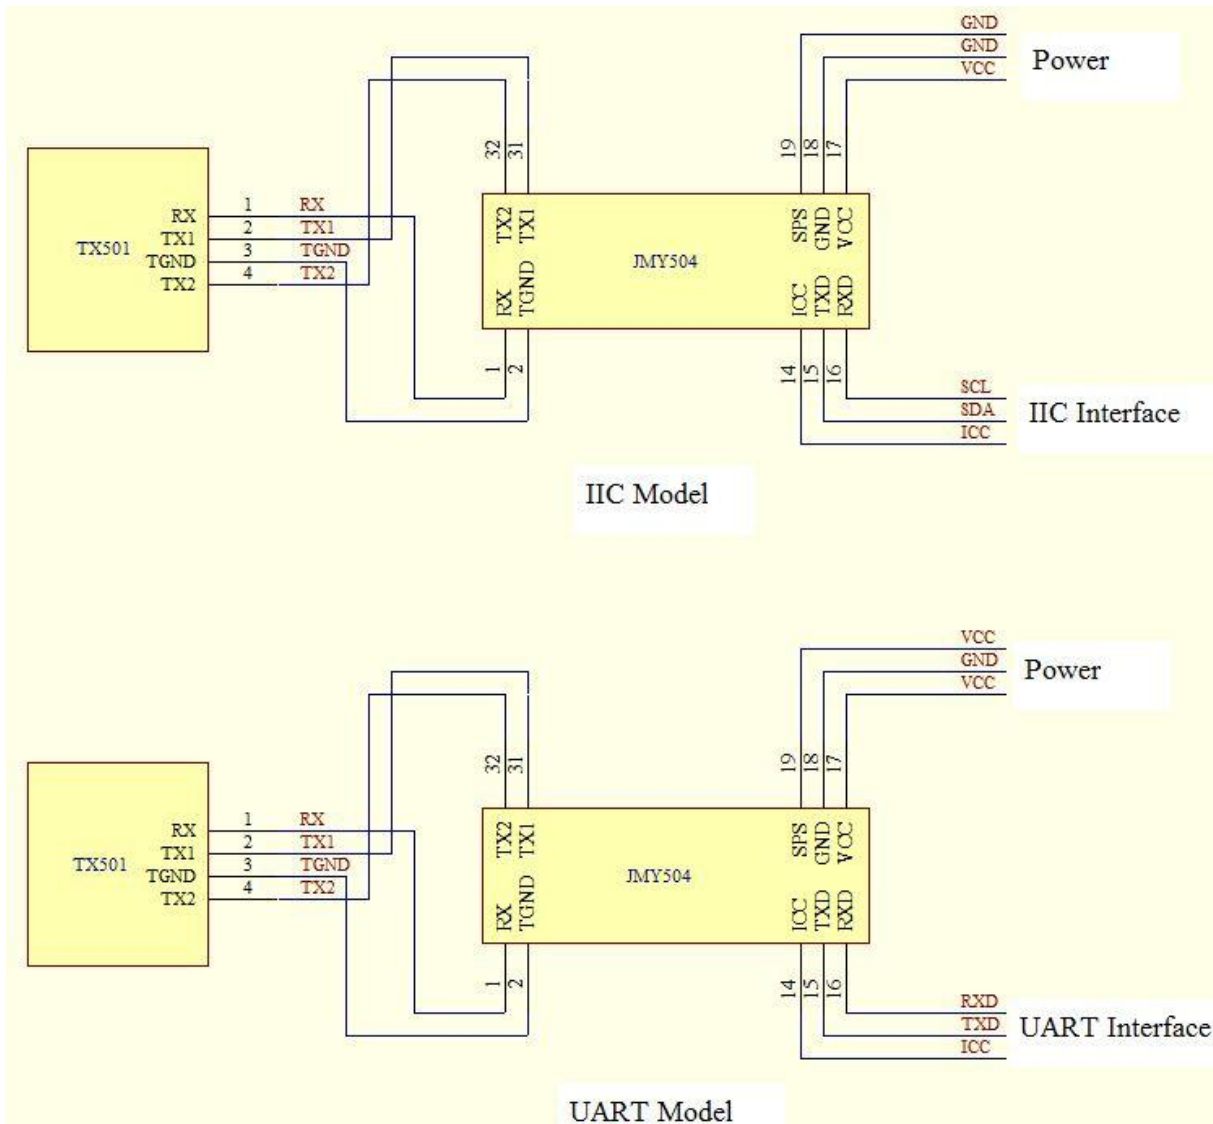 GND
GND
VCC
Power
32
31
19
18
17
TX501
RX
TX1
TGND
TX2
1
2
3
4
RX
TX1
TGND
TX2
TX2
TX1
RX
TGND
JMY504
SPS
GND
VCC
ICC
TXD
RXD
1
2
14
15
16
SCL
SDA
ICC
IIC Interface
IIC Model
VCC
GND
VCC
Power
32
31
19
18
17
TX501
RX
TX1
TGND
TX2
1
2
3
4
RX
TX1
TGND
TX2
TX2
TX1
RX
TGND
JMY504
SPS
GND
VCC
ICC
TXD
RXD
1
2
14
15
16
RXD
TXD
ICC
UART Interface
UART Model